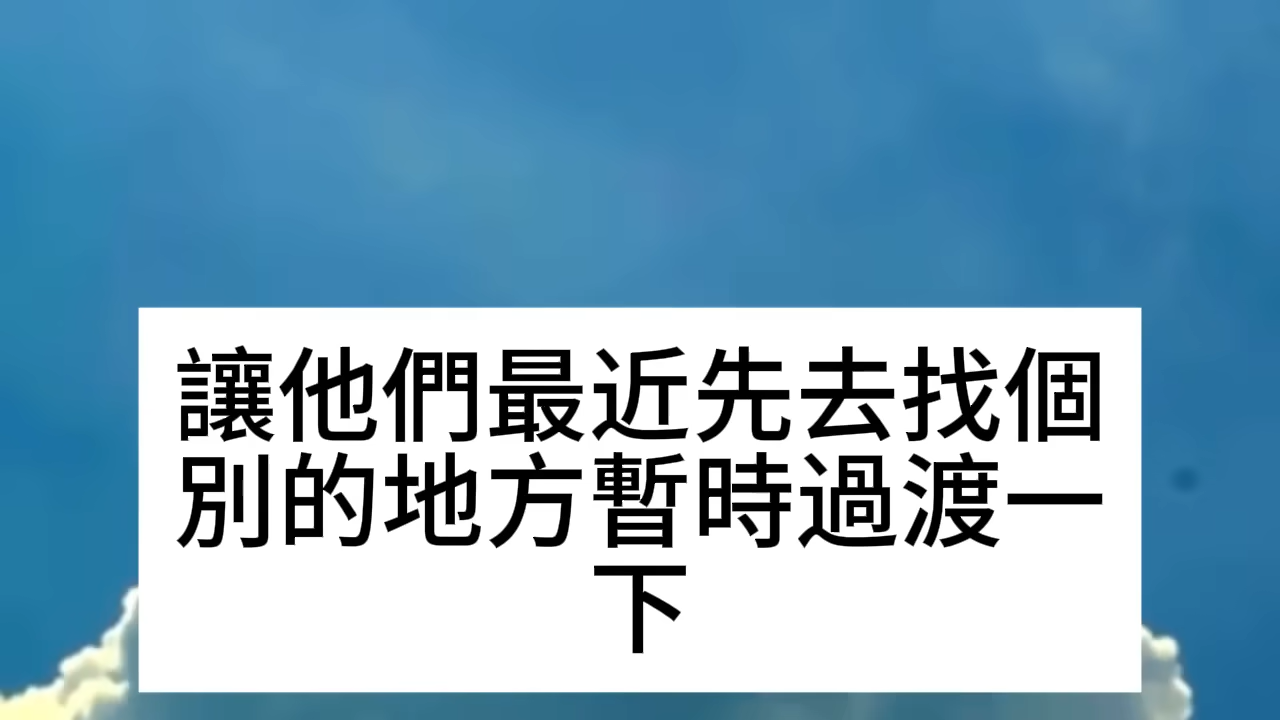 讓他們最近先去找個
別的地方暫時過渡一
下